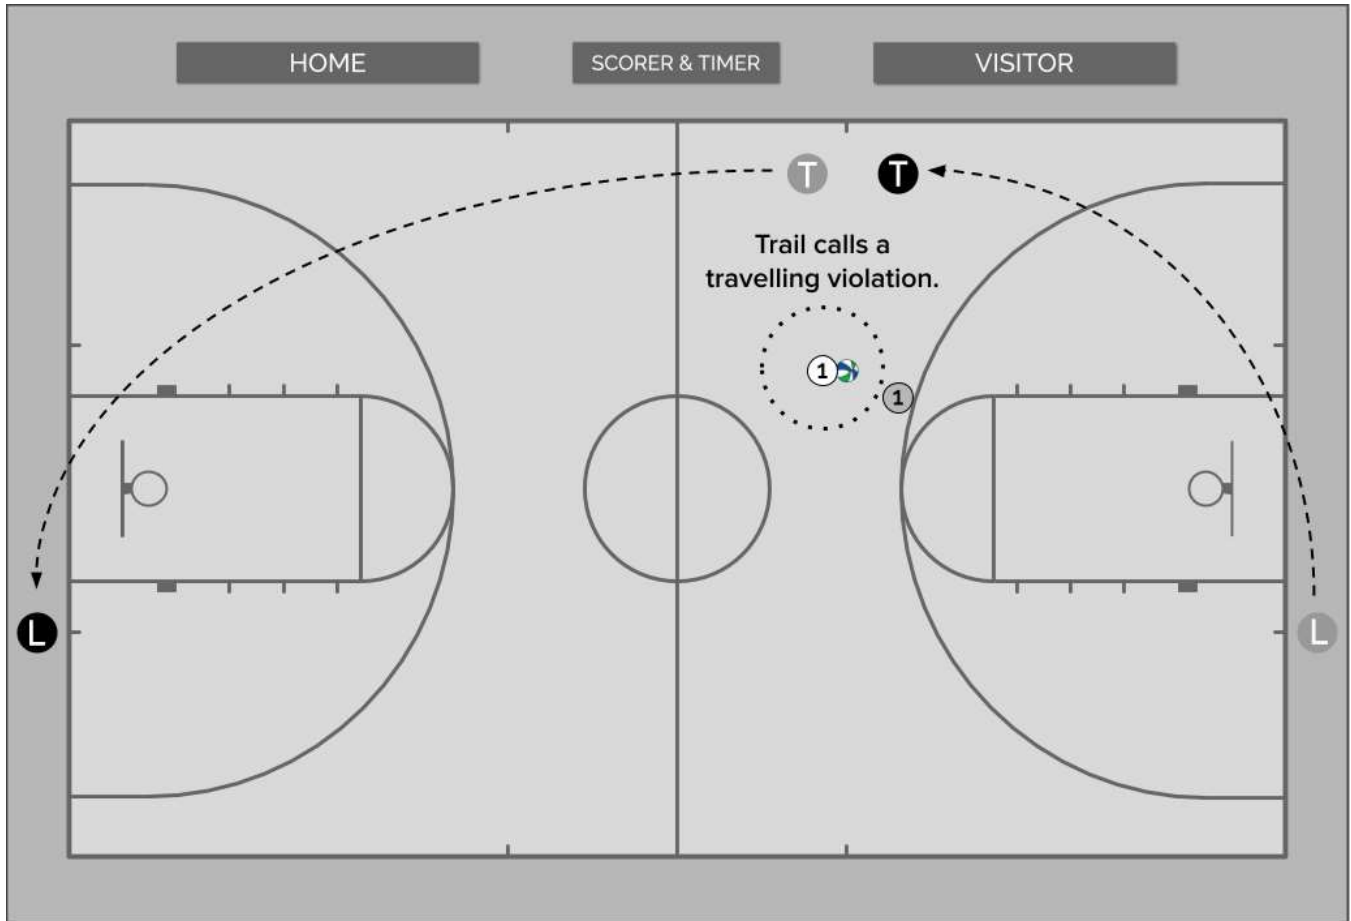 HOME
SCORER & TIMER
VISITOR
T
T
Trail calls a
travelling violation.
1
1
L
L